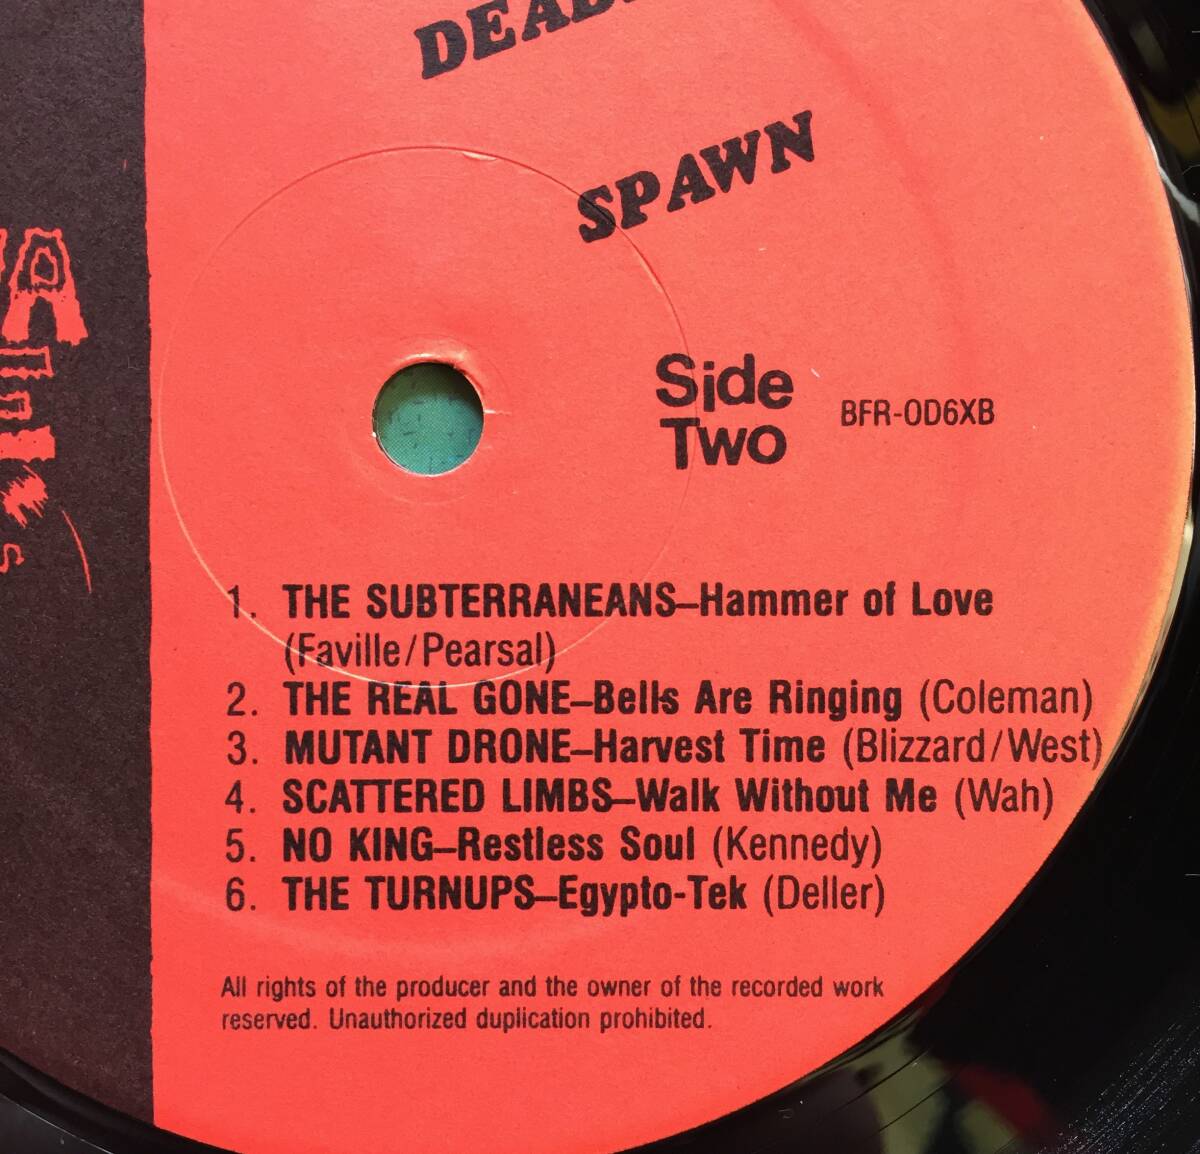 SPAWN
Side
Two
BFR-OD6XB
1. THE SUBTERRANEANS–Hammer of Love
(Faville/Pearsal)
2. THE REAL GONE–Bells Are Ringing (Coleman)
3. MUTANT DRONE–Harvest Time (Blizzard/West)
4. SCATTERED LIMBS–Walk Without Me (Wah)
5. NO KING–Restless Soul (Kennedy)
6. THE TURNUPS–Egypto-Tek (Deller)
All rights of the producer and the owner of the recorded work
reserved. Unauthorized duplication prohibited.